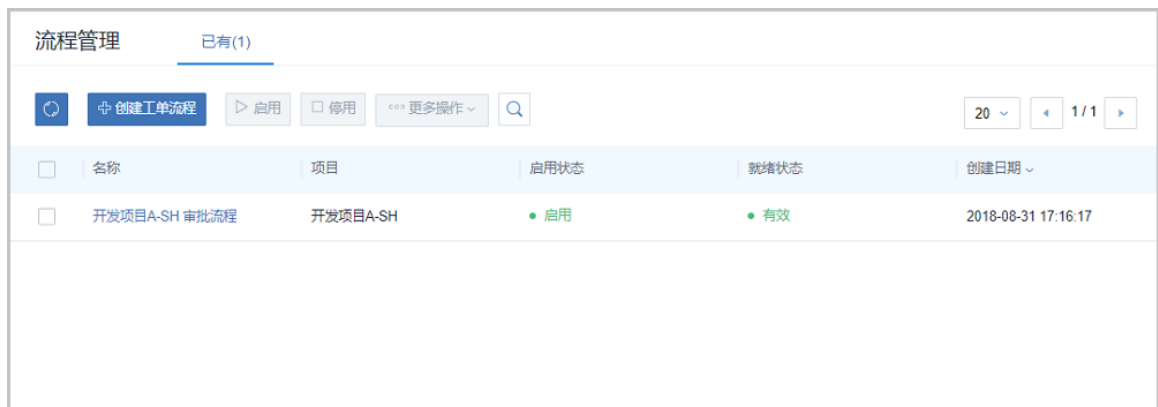 流程管理 已有(1)
创建工单流程 启用 停用 更多操作 20 1 / 1
名称 项目 启用状态 就绪状态 创建日期
开发项目A-SH 审批流程 开发项目A-SH 启用 有效 2018-08-31 17:16:17